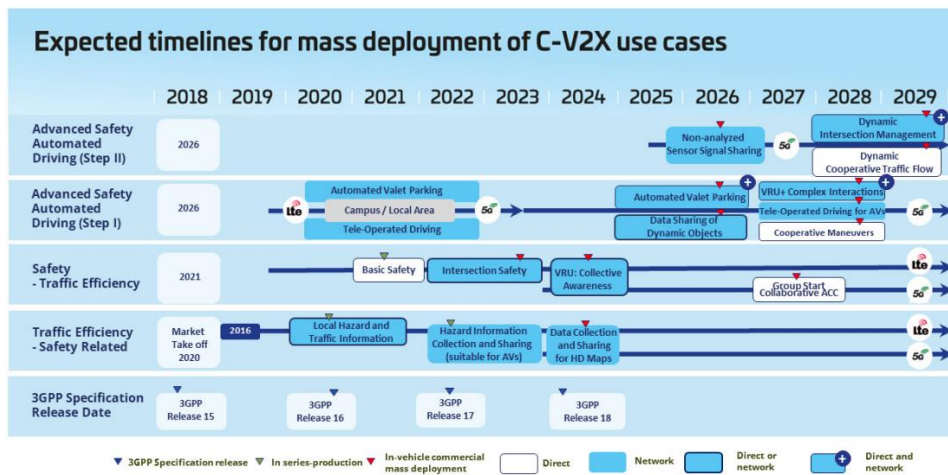 Expected timelines for mass deployment of C-V2X use cases
2018 2019 2020 2021 2022 2023 2024 2025 2026 2027 2028 2029
Advanced Safety
Automated
Driving (Step II)
2026
Non-analyzed
Sensor Signal Sharing
5G
Dynamic
Intersection Management
+
Dynamic
Cooperative Traffic Flow
Advanced Safety
Automated
Driving (Step I)
2026
lte
Automated Valet Parking
Campus / Local Area
Tele-Operated Driving
5G
Automated Valet Parking
+
Data Sharing of
Dynamic Objects
VRU+ Complex Interactions
+
Tele-Operated Driving for AVs
Cooperative Maneuvers
5G
Safety
- Traffic Efficiency
2021
Basic Safety
Intersection Safety
VRU: Collective
Awareness
Group Start
Collaborative ACC
lte
5G
Traffic Efficiency
- Safety Related
Market
Take off
2020
2016
Local Hazard and
Traffic Information
Hazard Information
Collection and Sharing
(suitable for AVs)
Data Collection
and Sharing
for HD Maps
lte
5G
3GPP Specification
Release Date
3GPP
Release 15
3GPP
Release 16
3GPP
Release 17
3GPP
Release 18
3GPP Specification release
In series-production
In-vehicle commercial
mass deployment
Direct
Network
Direct or
network
+
Direct and
network